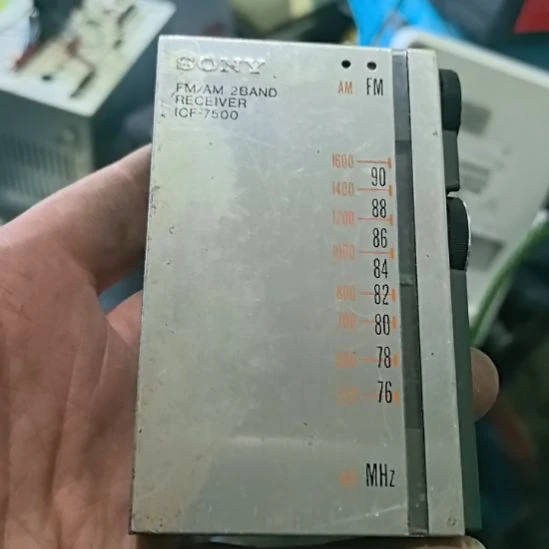 SONY
FM/AM 2BAND
RECEIVER
ICF-7500
AM FM
1600
90
1400
88
1200
86
1000
84
800
82
80
78
76
MHz